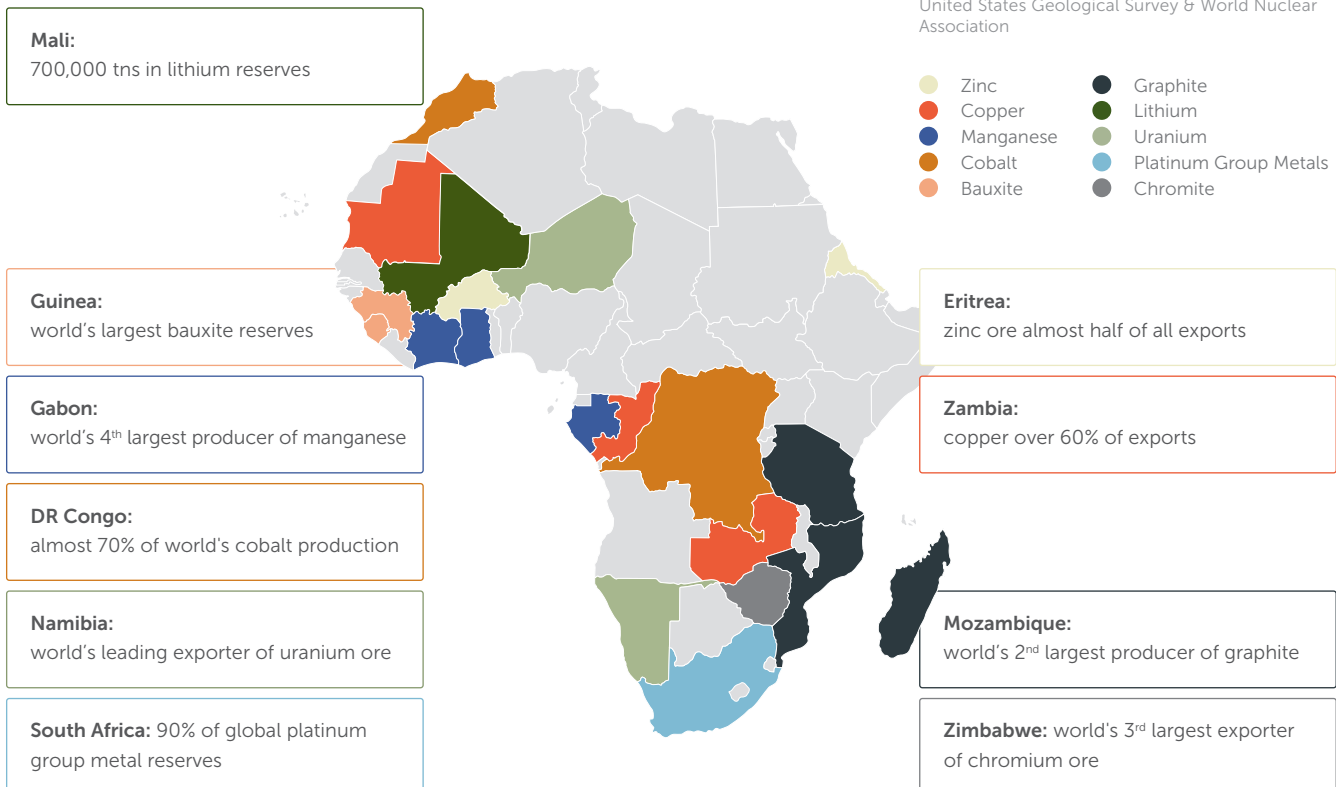 United States Geological Survey & World Nuclear
Association
Zinc
Copper
Manganese
Cobalt
Bauxite
Graphite
Lithium
Uranium
Platinum Group Metals
Chromite
Mali:
700,000 tns in lithium reserves
Guinea:
world's largest bauxite reserves
Gabon:
world's 4th largest producer of manganese
DR Congo:
almost 70% of world's cobalt production
Namibia:
world's leading exporter of uranium ore
South Africa: 90% of global platinum
group metal reserves
Eritrea:
zinc ore almost half of all exports
Zambia:
copper over 60% of exports
Mozambique:
world's 2nd largest producer of graphite
Zimbabwe: world's 3rd largest exporter
of chromium ore